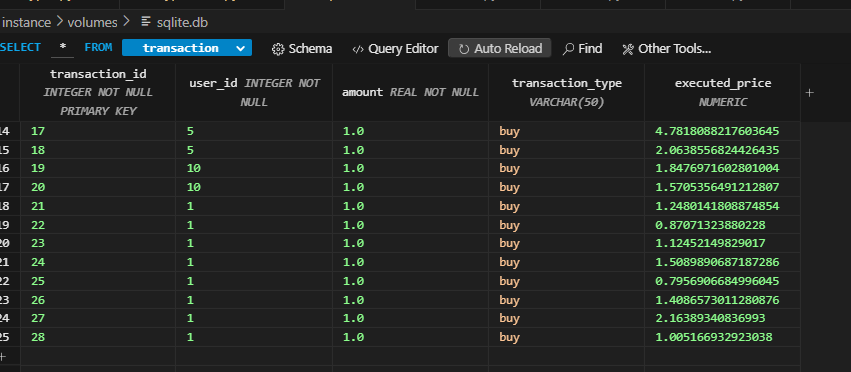 instance > volumes > sqlite.db
SELECT * FROM transaction Schema Query Editor Auto Reload Find Other Tools...
transaction_id INTEGER NOT NULL PRIMARY KEY user_id INTEGER NOT NULL amount REAL NOT NULL transaction_type VARCHAR(50) executed_price NUMERIC +
14 17 5 1.0 buy 4.7818088217603645
15 18 5 1.0 buy 2.0638556824426435
16 19 10 1.0 buy 1.8476971602801004
17 20 10 1.0 buy 1.5705356491212807
18 21 1 1.0 buy 1.2480141808874854
19 22 1 1.0 buy 0.87071323880228
20 23 1 1.0 buy 1.12452149829017
21 24 1 1.0 buy 1.5089890687187286
22 25 1 1.0 buy 0.7956906684996045
23 26 1 1.0 buy 1.4086573011280876
24 27 1 1.0 buy 2.16389340836993
25 28 1 1.0 buy 1.005166932923038
+